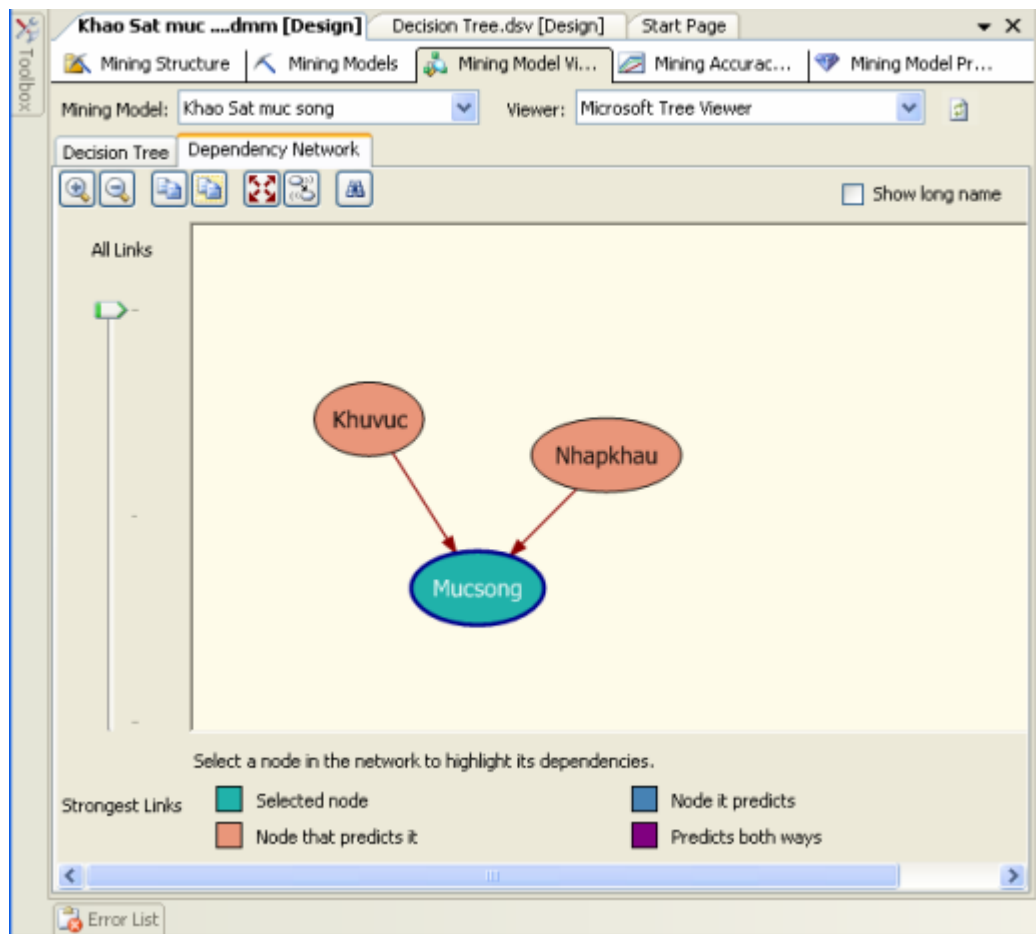 Khao Sat muc ....dmm [Design] Decision Tree.dsv [Design] Start Page
Toolbox
Mining Structure Mining Models Mining Model Vi... Mining Accurac... Mining Model Pr...
Mining Model: Khao Sat muc song Viewer: Microsoft Tree Viewer
Decision Tree Dependency Network
Show long name
All Links
Khuvuc
Nhapkhau
Mucsong
Select a node in the network to highlight its dependencies.
Strongest Links
Selected node Node it predicts
Node that predicts it Predicts both ways
Error List